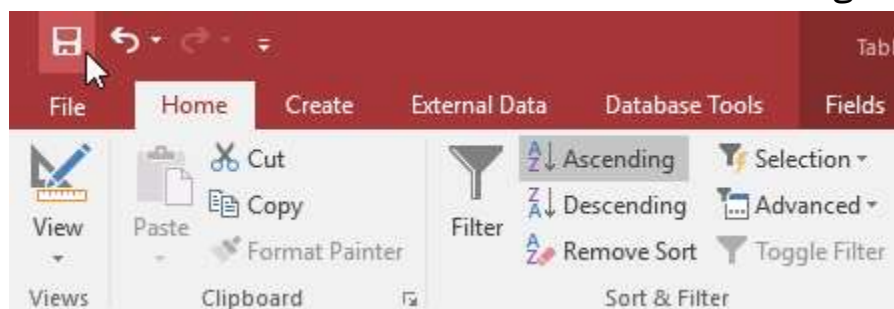 Tabl
File Home Create External Data Database Tools Fields
View
Paste
Cut
Copy
Format Painter
Filter
Ascending
Descending
Remove Sort
Selection
Advanced
Toggle Filter
Views Clipboard Sort & Filter